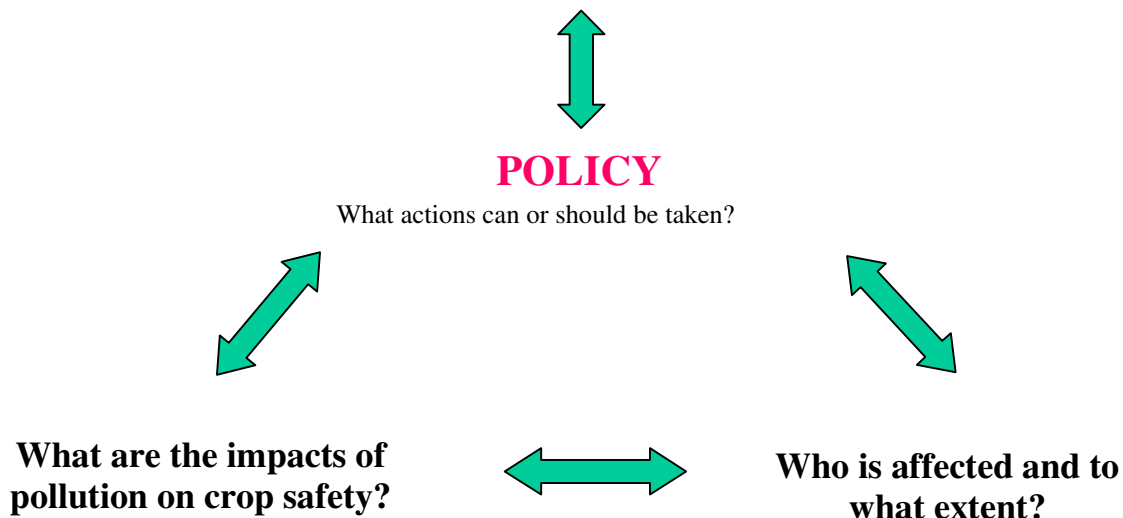 POLICY
What actions can or should be taken?
What are the impacts of
pollution on crop safety?
Who is affected and to
what extent?